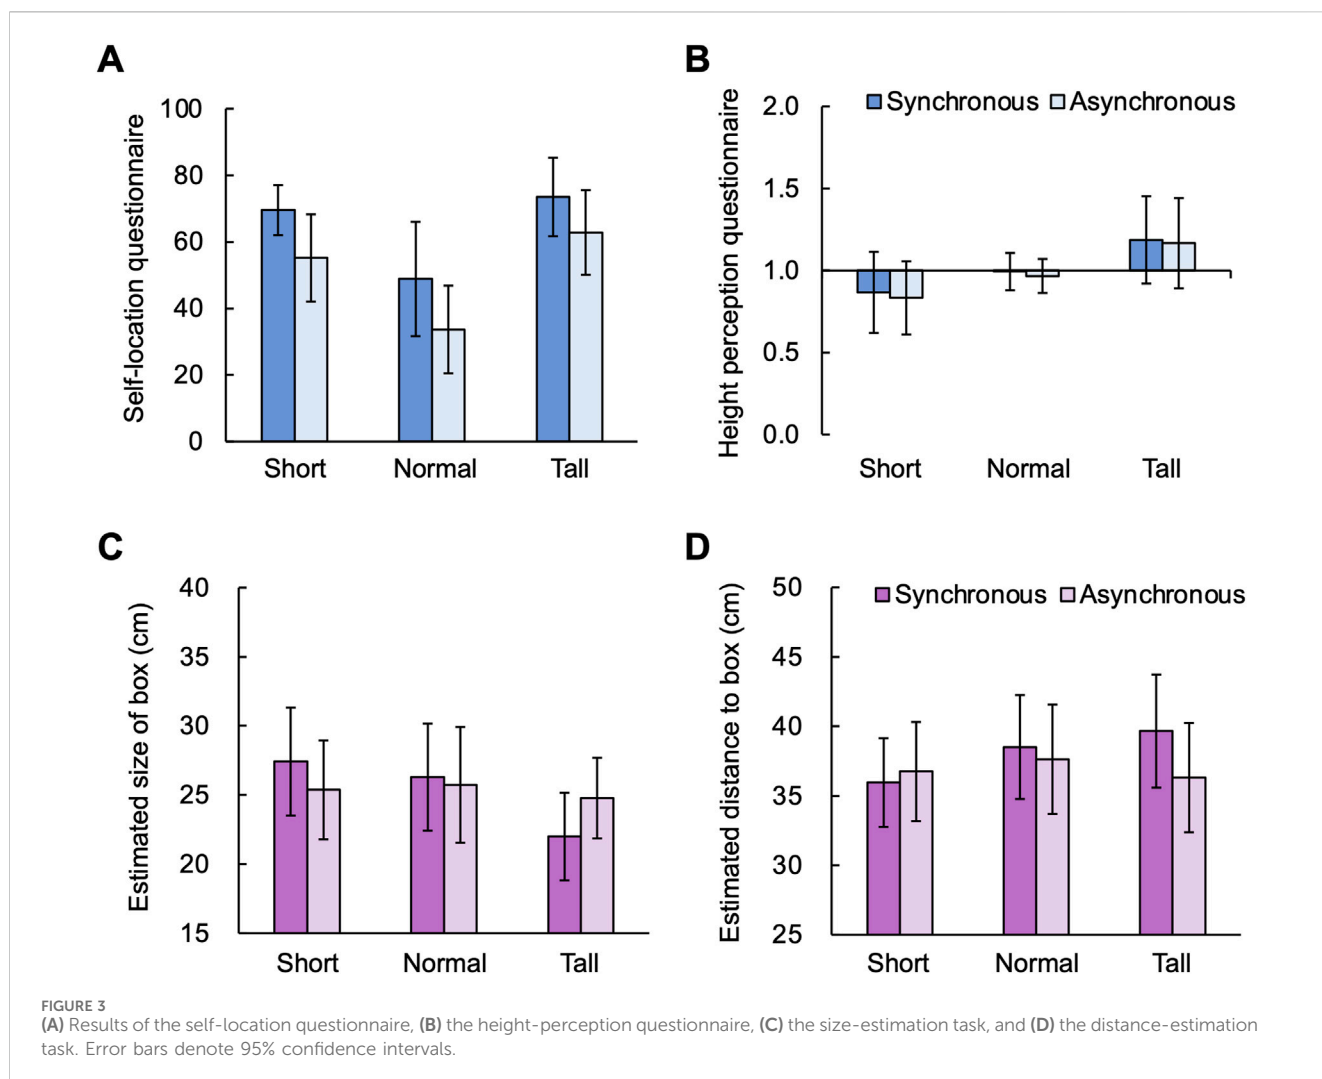 A
Self-location questionnaire
100
80
60
40
20
0
Short Normal Tall
B
Height perception questionnaire
Synchronous Asynchronous
2.0
1.5
1.0
0.5
0.0
Short Normal Tall
C
Estimated size of box (cm)
40
35
30
25
20
15
Short Normal Tall
D
Estimated distance to box (cm)
Synchronous Asynchronous
50
45
40
35
30
25
Short Normal Tall
FIGURE 3
(A) Results of the self-location questionnaire, (B) the height-perception questionnaire, (C) the size-estimation task, and (D) the distance-estimation
task. Error bars denote 95% confidence intervals.